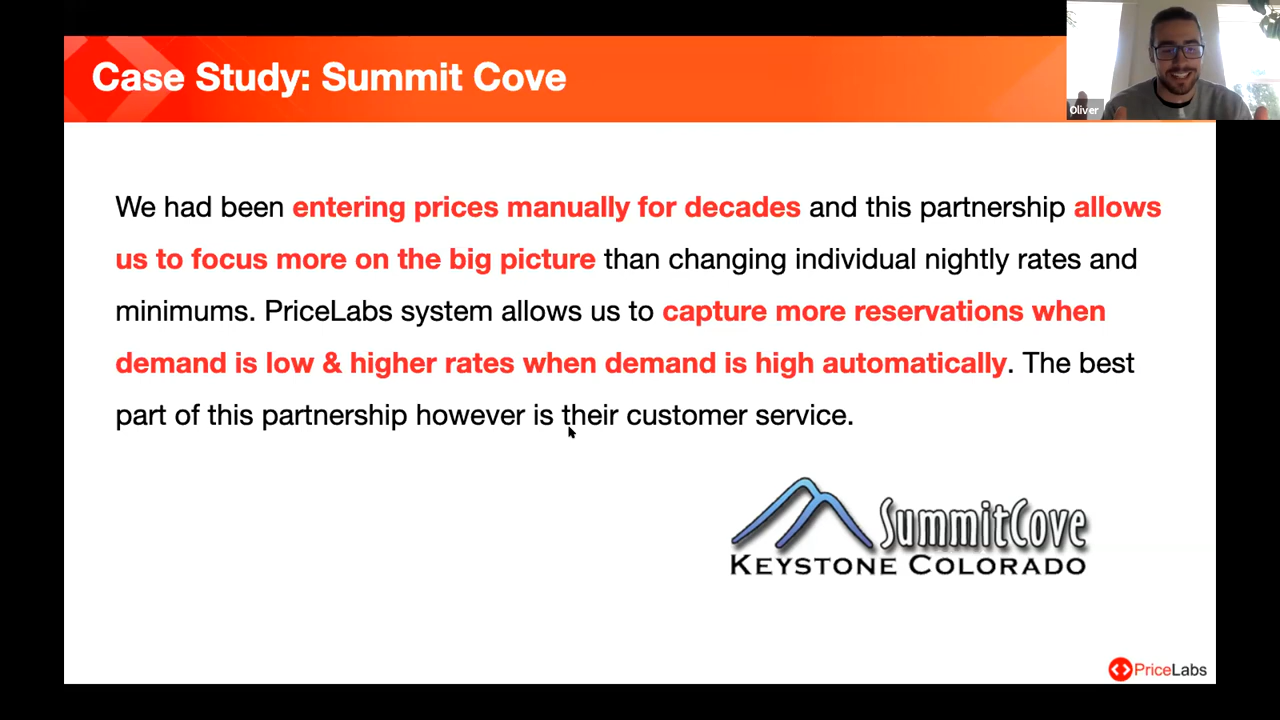 Case Study: Summit Cove
Oliver
We had been entering prices manually for decades and this partnership allows
us to focus more on the big picture than changing individual nightly rates and
minimums. PriceLabs system allows us to capture more reservations when
demand is low & higher rates when demand is high automatically. The best
part of this partnership however is their customer service.
SummitCove
KEYSTONE COLORADO
PriceLabs